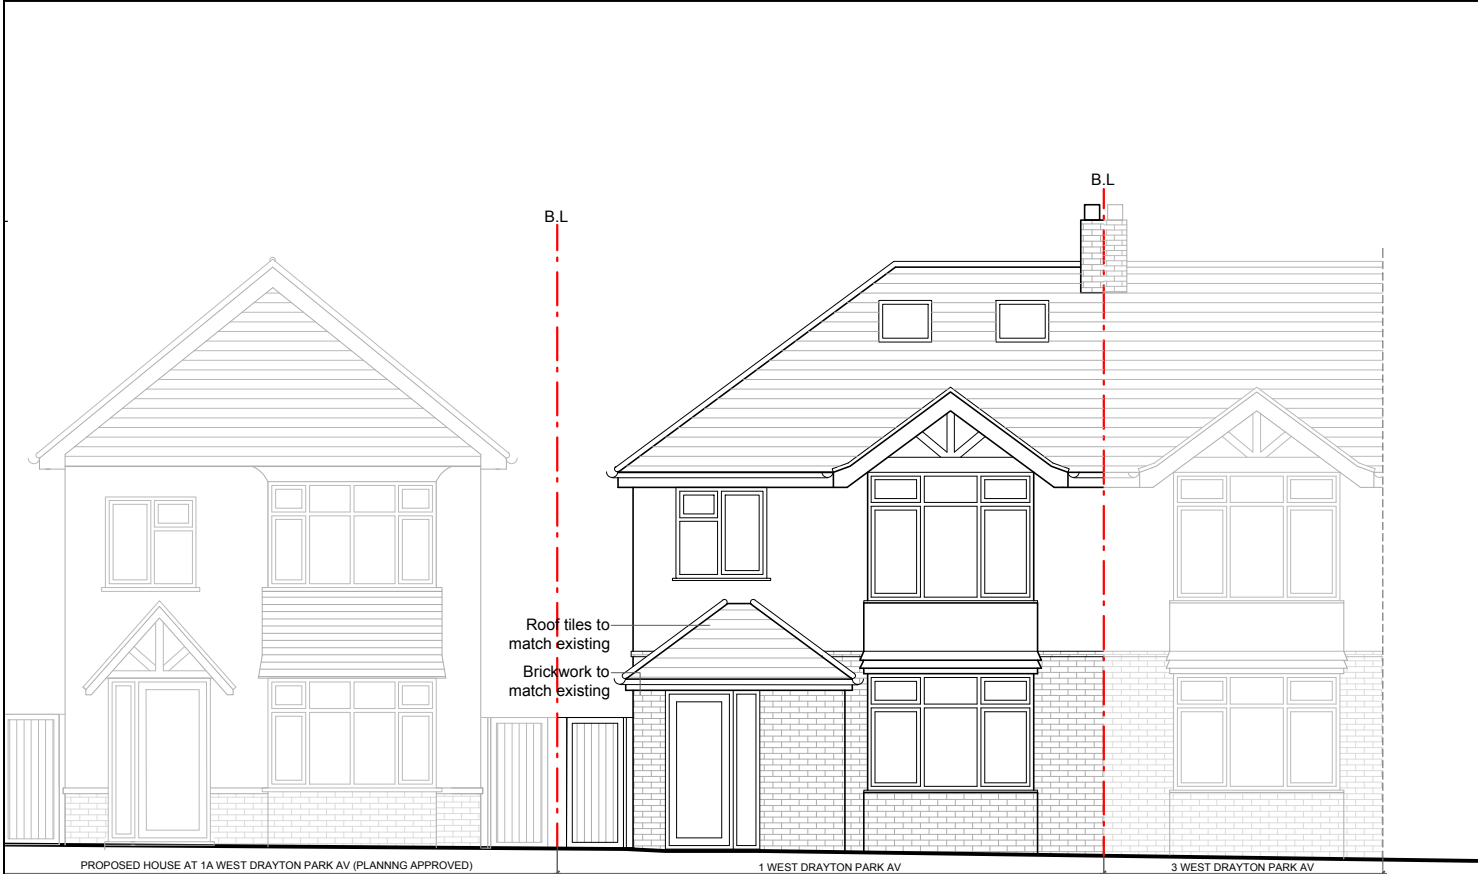 B.L
B.L
Roof tiles to
match existing
Brickwork to
match existing
PROPOSED HOUSE AT 1A WEST DRAYTON PARK AV (PLANNNG APPROVED)
1 WEST DRAYTON PARK AV
3 WEST DRAYTON PARK AV